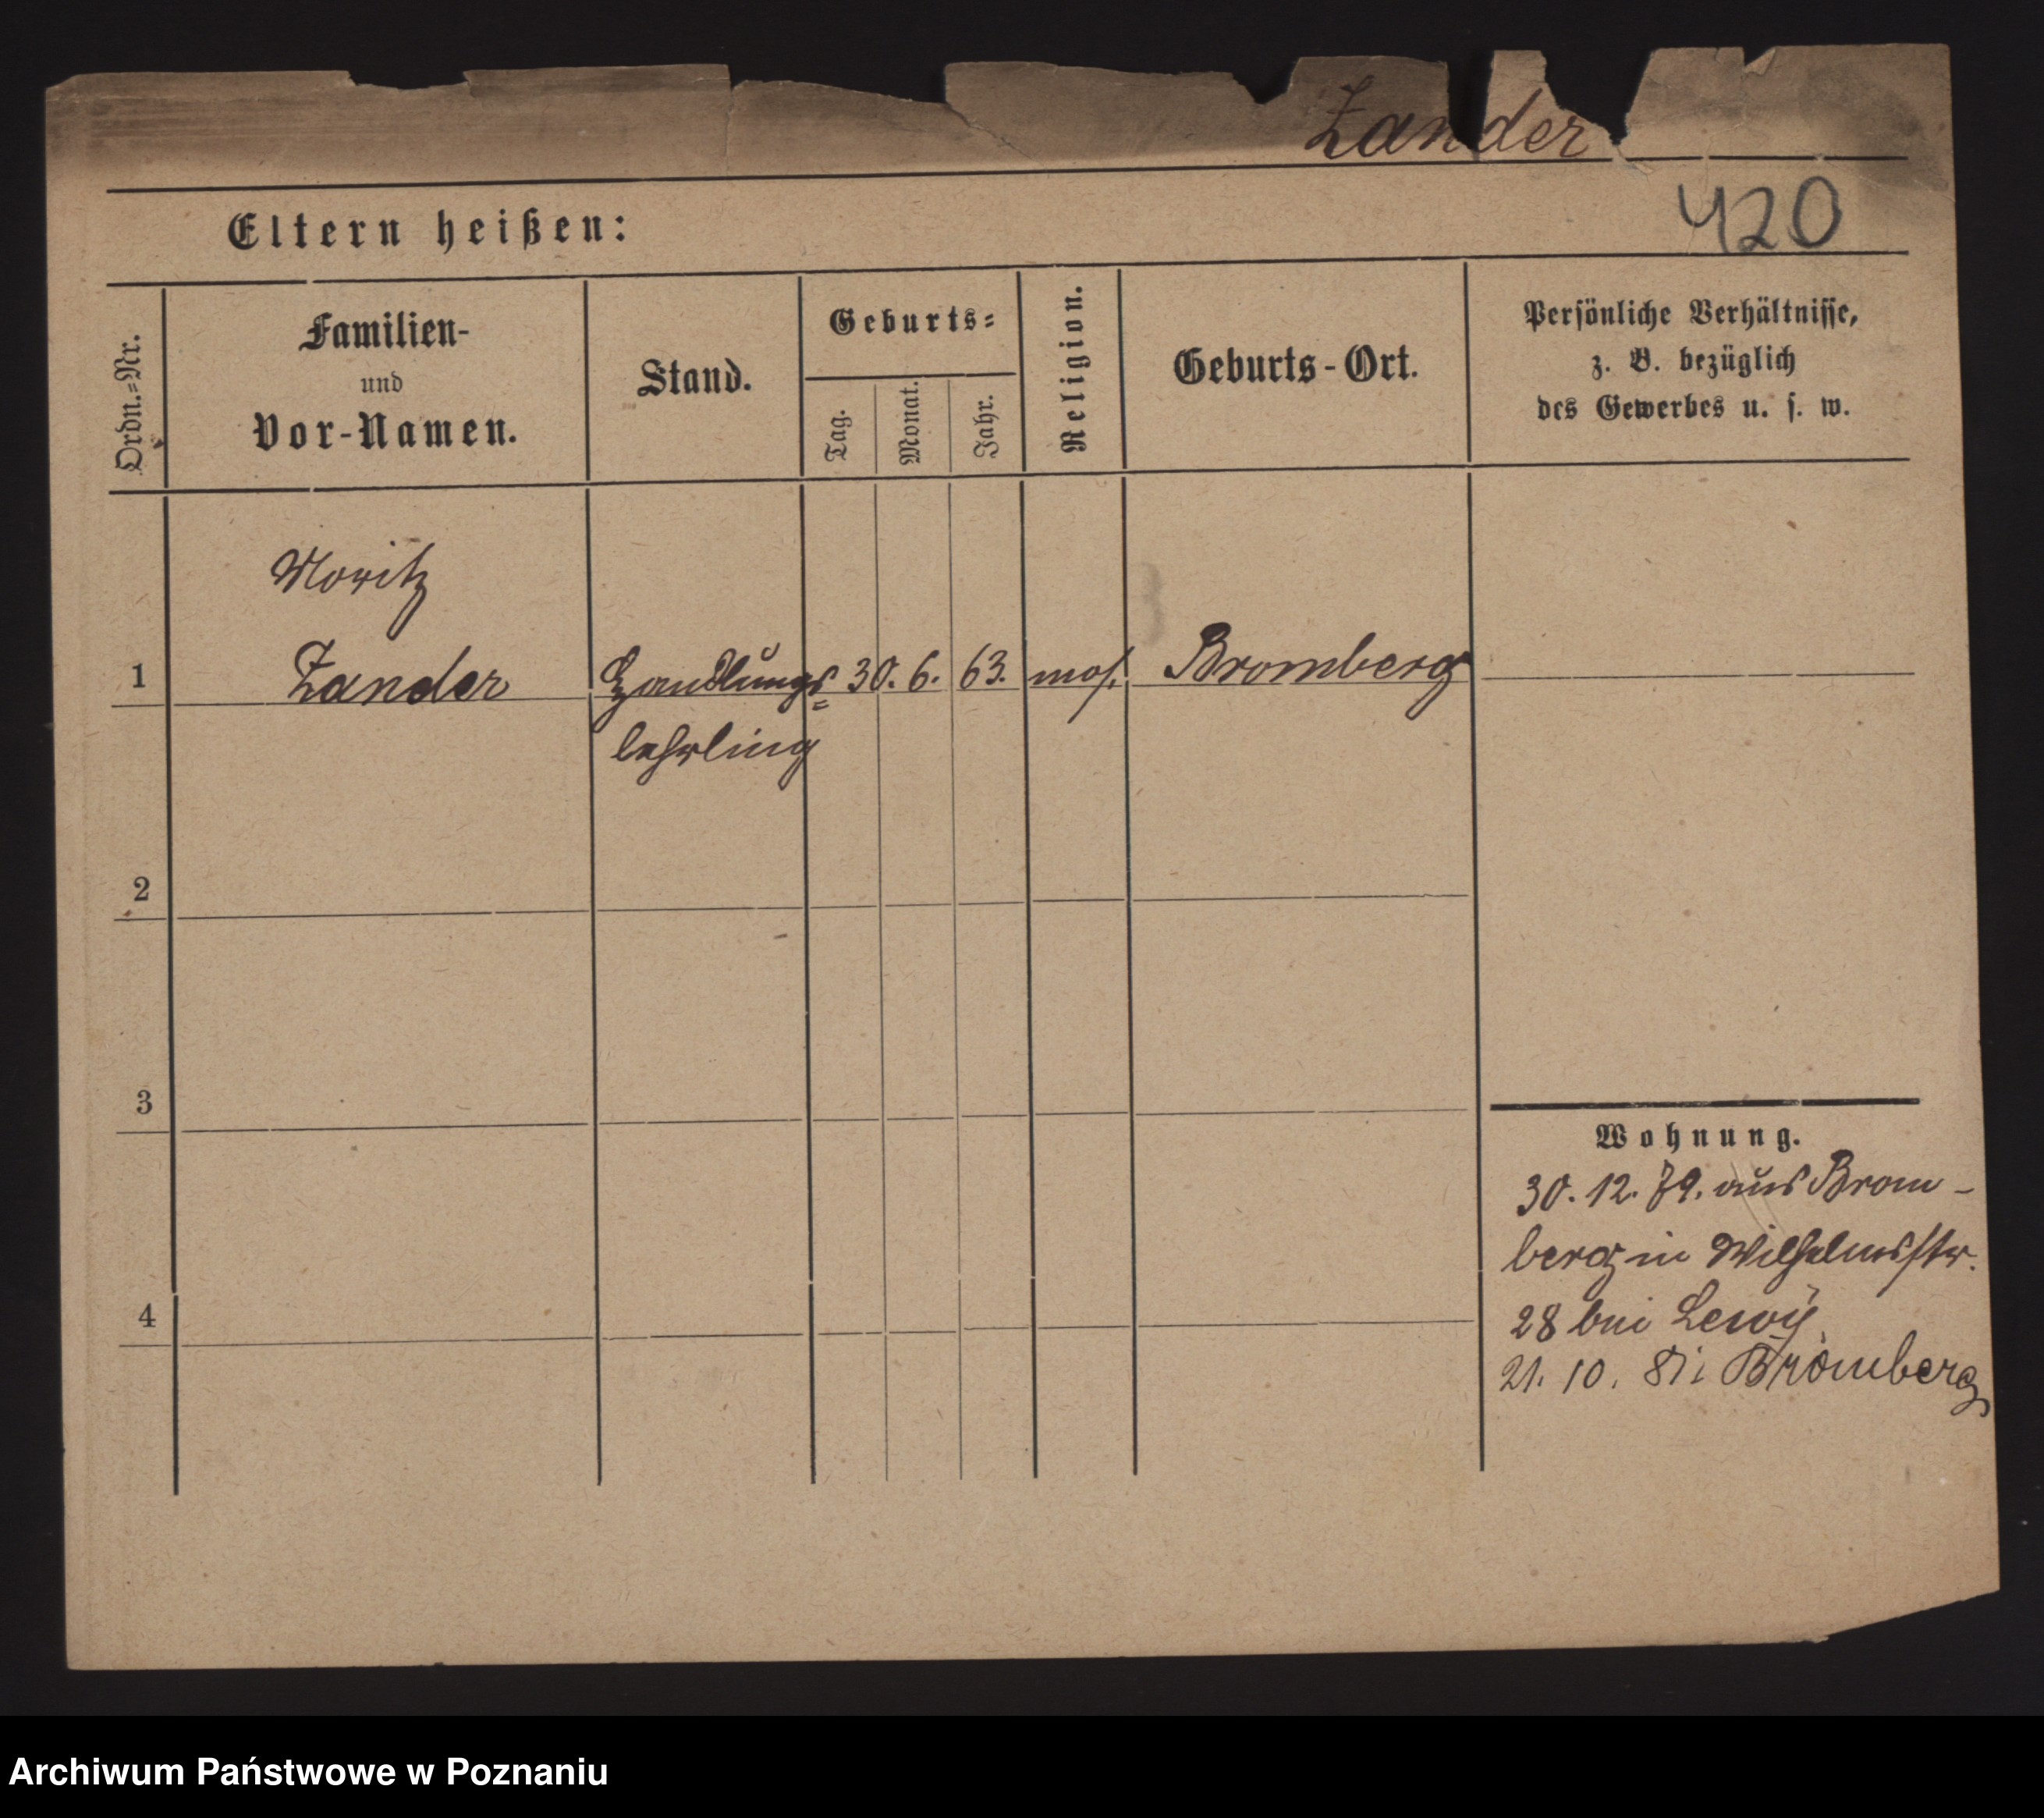 Zander
420
Eltern heißen:
Ordn.-Nr.
Familien-
und
Vor-Namen.
Stand.
Geburts-
Tag.
Monat.
Jahr.
Religion.
Geburts-Ort.
Persönliche Verhältnisse,
z. B. bezüglich
des Gewerbes u. s. w.
Moritz
1 Zander Handlungs= 30. 6. 63. mos. Bromberg
lehrling
2
3
4
Wohnung.
30. 12. 79. aus Brom-
berg in Wilhelmsstr.
28 bei Lewy
21. 10. 81 Bromberg
Archiwum Państwowe w Poznaniu